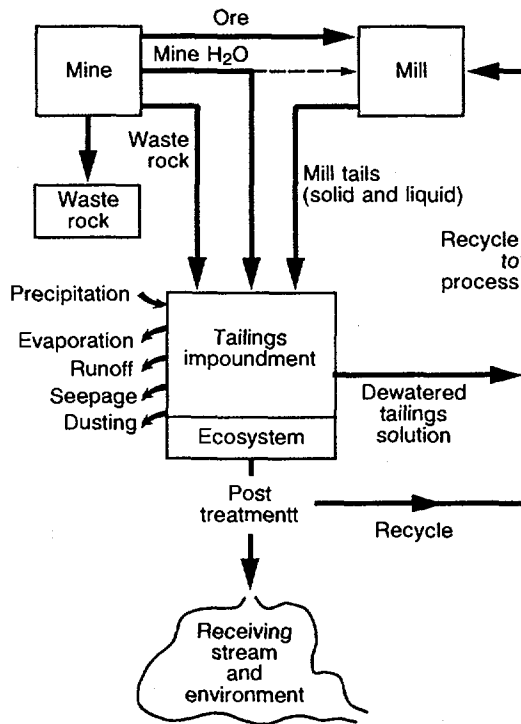 Ore
Mine H₂O
Mine
Mill
Waste
rock
Waste
rock
Mill tails
(solid and liquid)
Recycle
to
process
Precipitation
Evaporation
Runoff
Seepage
Dusting
Tailings
impoundment
Ecosystem
Dewatered
tailings
solution
Post
treatmentt
Recycle
Receiving
stream
and
environment